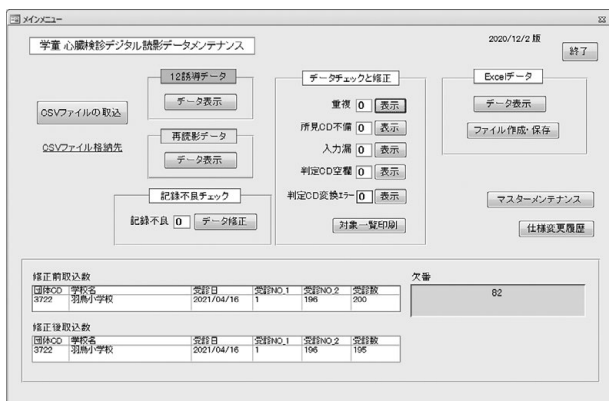 メインメニュー
学童 心臓検診デジタル読影データメンテナンス
2020/12/2 版
終了
12誘導データ
データ表示
CSVファイルの取込
CSVファイル格納先
再読影データ
データ表示
記録不良チェック
記録不良 0 データ修正
データチェックと修正
重複 0 表示
所見CD不備 0 表示
入力漏 0 表示
判定CD空欄 0 表示
判定CD変換エラー 0 表示
対象一覧印刷
Excelデータ
データ表示
ファイル作成・保存
マスターメンテナンス
仕様変更履歴
修正前取込数
団体CD 学校名 受診日 受診NO_1 受診NO_2 受診数
3722 羽鳥小学校 2021/04/16 1 196 200
欠番
82
修正後取込数
団体CD 学校名 受診日 受診NO_1 受診NO_2 受診数
3722 羽鳥小学校 2021/04/16 1 196 195